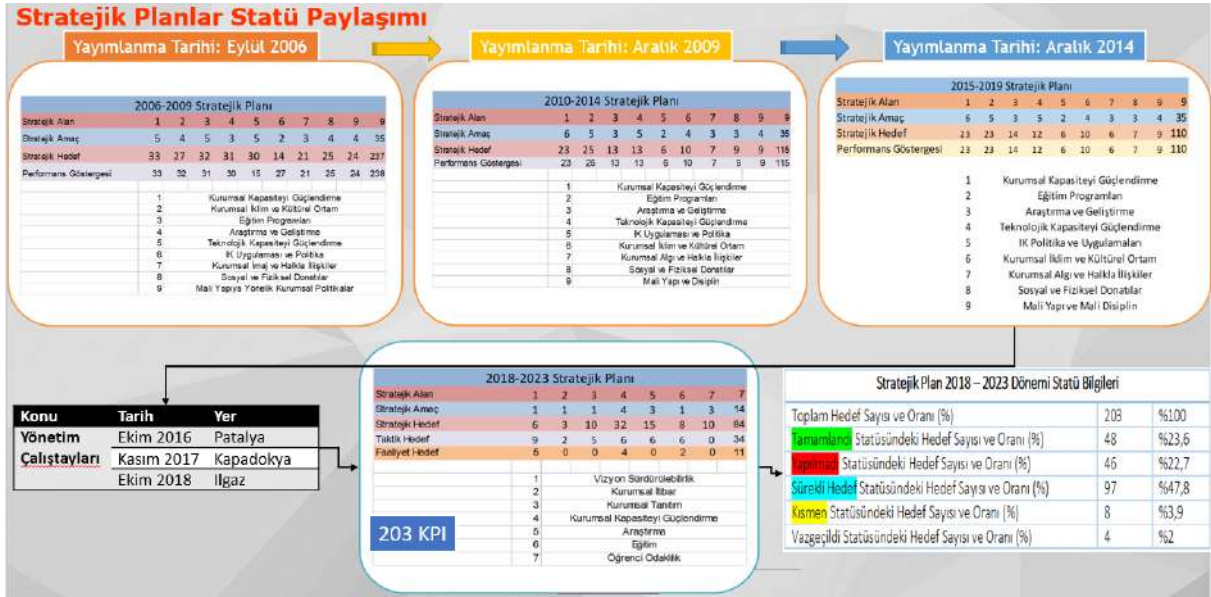 Stratejik Planlar Statü Paylaşımı
Yayımlanma Tarihi: Eylül 2006
Yayımlanma Tarihi: Aralık 2009
Yayımlanma Tarihi: Aralık 2014
2006-2009 Stratejik Planı
Stratejik Alan 1 2 3 4 5 6 7 8 9 9
Stratejik Amaç 5 4 5 3 5 2 3 4 4 35
Stratejik Hedef 33 27 32 31 30 14 21 25 24 237
Performans Göstergesi 33 32 31 30 15 27 21 25 24 238
1 Kurumsal Kapasiteyi Güçlendirme
2 Kurumsal İklim ve Kültürel Ortam
3 Eğitim Programları
4 Araştırma ve Geliştirme
5 Teknolojik Kapasiteyi Güçlendirme
6 IK Uygulaması ve Politika
7 Kurumsal İmaj ve Halkla İlişkiler
8 Sosyal ve Fiziksel Donatılar
9 Mali Yapıya Yönelik Kurumsal Politikalar
2010-2014 Stratejik Planı
Stratejik Alan 1 2 3 4 5 6 7 8 9 9
Stratejik Amaç 6 5 3 5 2 4 3 3 4 35
Stratejik Hedef 23 25 13 13 6 10 7 9 9 115
Performans Göstergesi 23 26 13 13 6 10 7 8 9 115
1 Kurumsal Kapasiteyi Güçlendirme
2 Eğitim Programları
3 Araştırma ve Geliştirme
4 Teknolojik Kapasiteyi Güçlendirme
5 IK Uygulaması ve Politika
6 Kurumsal İklim ve Kültürel Ortam
7 Kurumsal Algı ve Halkla İlişkiler
8 Sosyal ve Fiziksel Donatılar
9 Mali Yapı ve Disiplin
2015-2019 Stratejik Planı
Stratejik Alan 1 2 3 4 5 6 7 8 9 9
Stratejik Amaç 6 5 3 5 2 4 3 3 4 35
Stratejik Hedef 23 23 14 12 6 10 6 7 9 110
Performans Göstergesi 23 23 14 12 6 10 6 7 9 110
1 Kurumsal Kapasiteyi Güçlendirme
2 Eğitim Programları
3 Araştırma ve Geliştirme
4 Teknolojik Kapasiteyi Güçlendirme
5 IK Politika ve Uygulamaları
6 Kurumsal İklim ve Kültürel Ortam
7 Kurumsal Algı ve Halkla İlişkiler
8 Sosyal ve Fiziksel Donatılar
9 Mali Yapı ve Mali Disiplin
Konu Tarih Yer
Yönetim Ekim 2016 Patalya
Çalıştayları Kasım 2017 Kapadokya
Ekim 2018 Ilgaz
2018-2023 Stratejik Planı
Stratejik Alan 1 2 3 4 5 6 7 7
Stratejik Amaç 1 1 1 4 3 1 3 14
Stratejik Hedef 6 3 10 32 15 8 10 84
Taktik Hedef 9 2 5 6 6 6 0 34
Faaliyet Hedef 5 0 0 4 0 2 0 11
1 Vizyon Sürdürülebilirlik
2 Kurumsal İtibar
3 Kurumsal Tanıtım
4 Kurumsal Kapasiteyi Güçlendirme
5 Araştırma
6 Eğitim
7 Öğrenci Odaklılık
203 KPI
Stratejik Plan 2018 – 2023 Dönemi Statü Bilgileri
Toplam Hedef Sayısı ve Oranı (%) 203 %100
Tamamlandı Statüsündeki Hedef Sayısı ve Oranı (%) 48 %23,6
Yapılmadı Statüsündeki Hedef Sayısı ve Oranı (%) 46 %22,7
Sürekli Hedef Statüsündeki Hedef Sayısı ve Oranı (%) 97 %47,8
Kısmen Statüsündeki Hedef Sayısı ve Oranı (%) 8 %3,9
Vazgeçildi Statüsündeki Hedef Sayısı ve Oranı (%) 4 %2